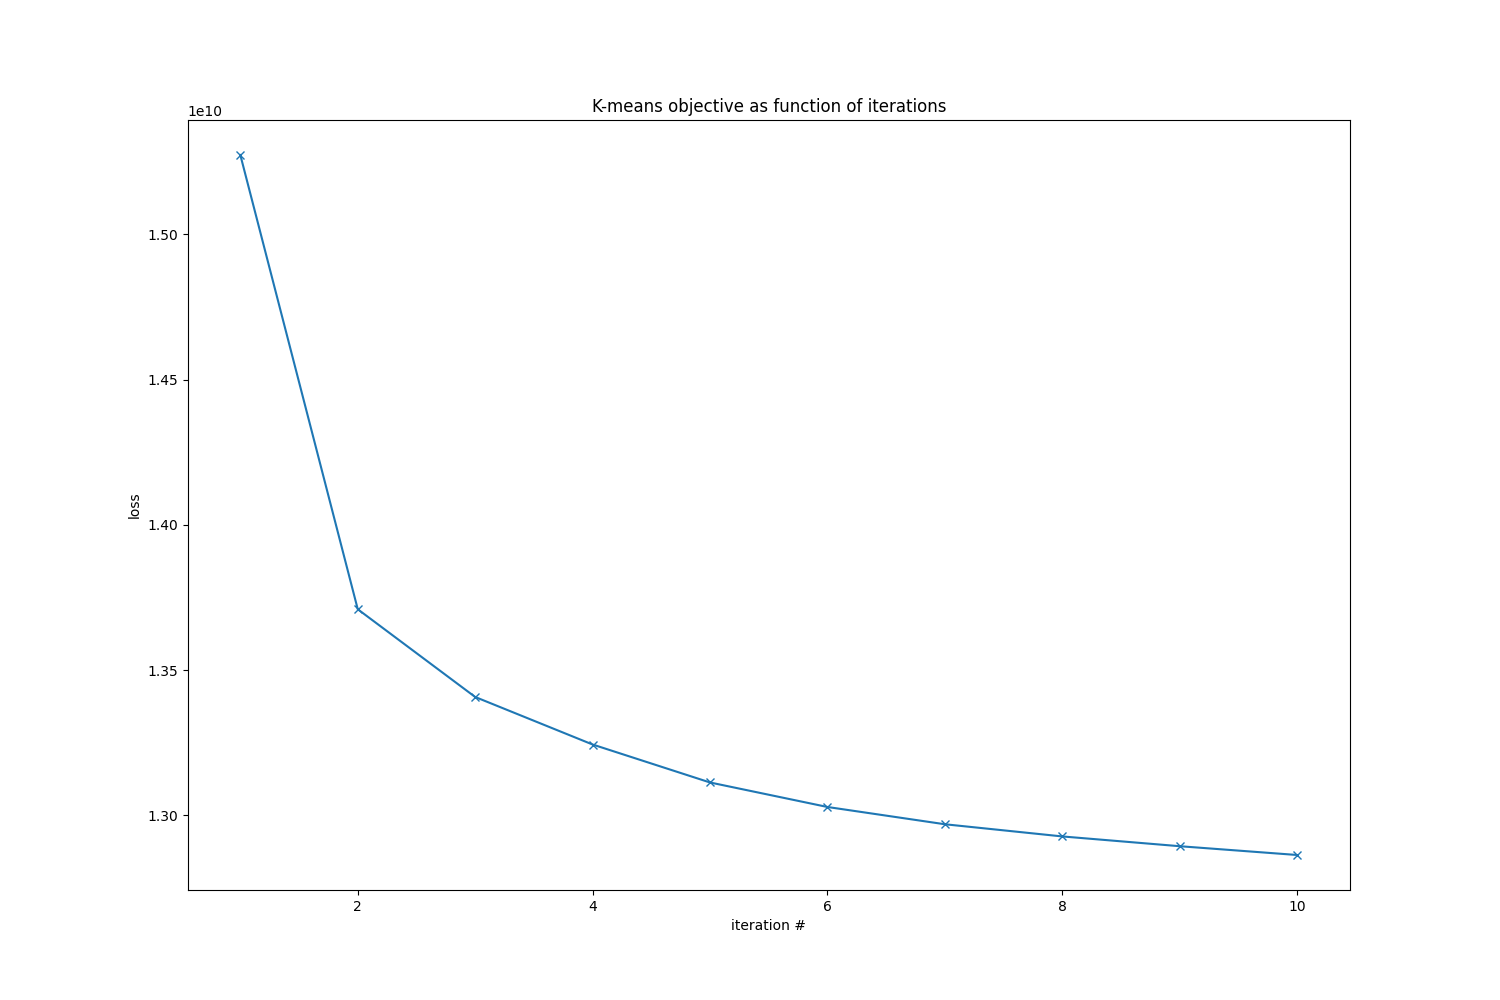 K-means objective as function of iterations
1e10
1.50
1.45
1.40
1.35
1.30
loss
2 4 6 8 10
iteration #